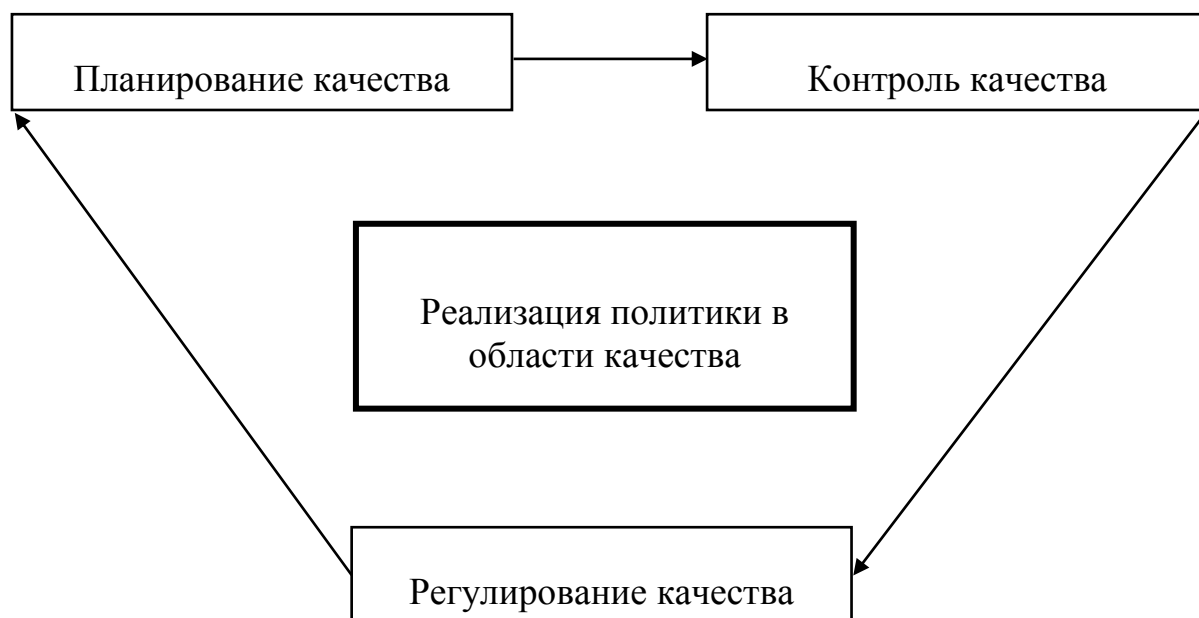 Планирование качества
Контроль качества
Реализация политики в
области качества
Регулирование качества